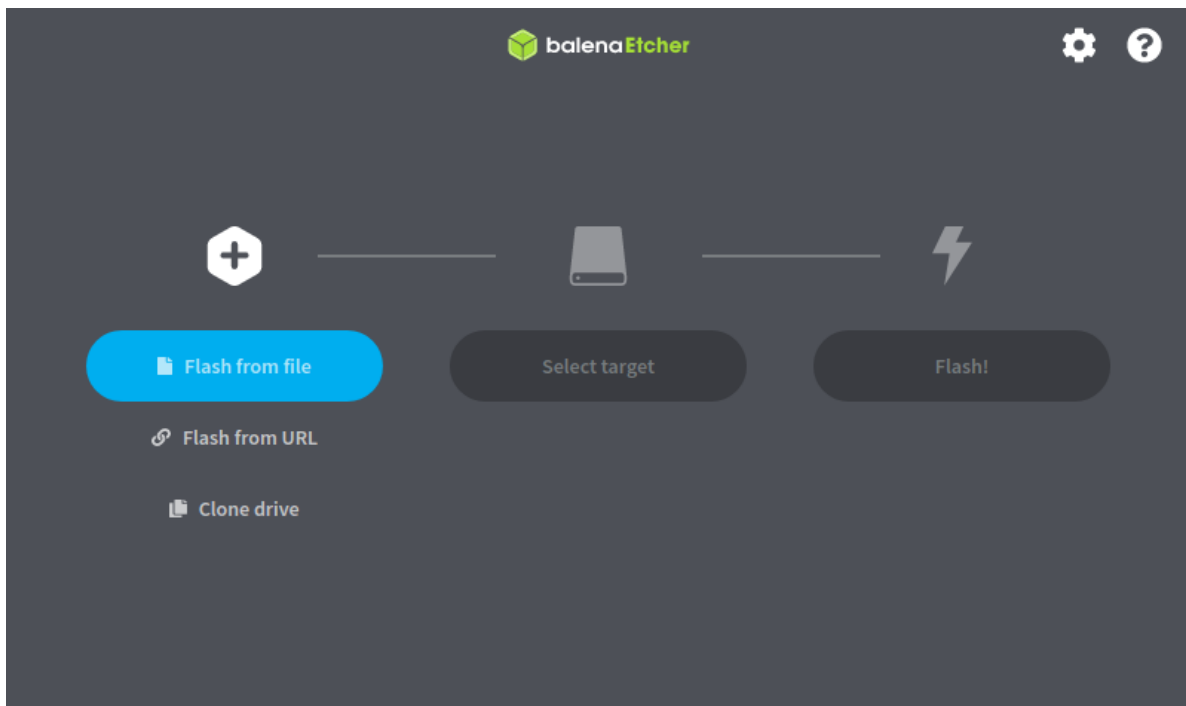 balenaEtcher
Flash from file
Select target
Flash!
Flash from URL
Clone drive